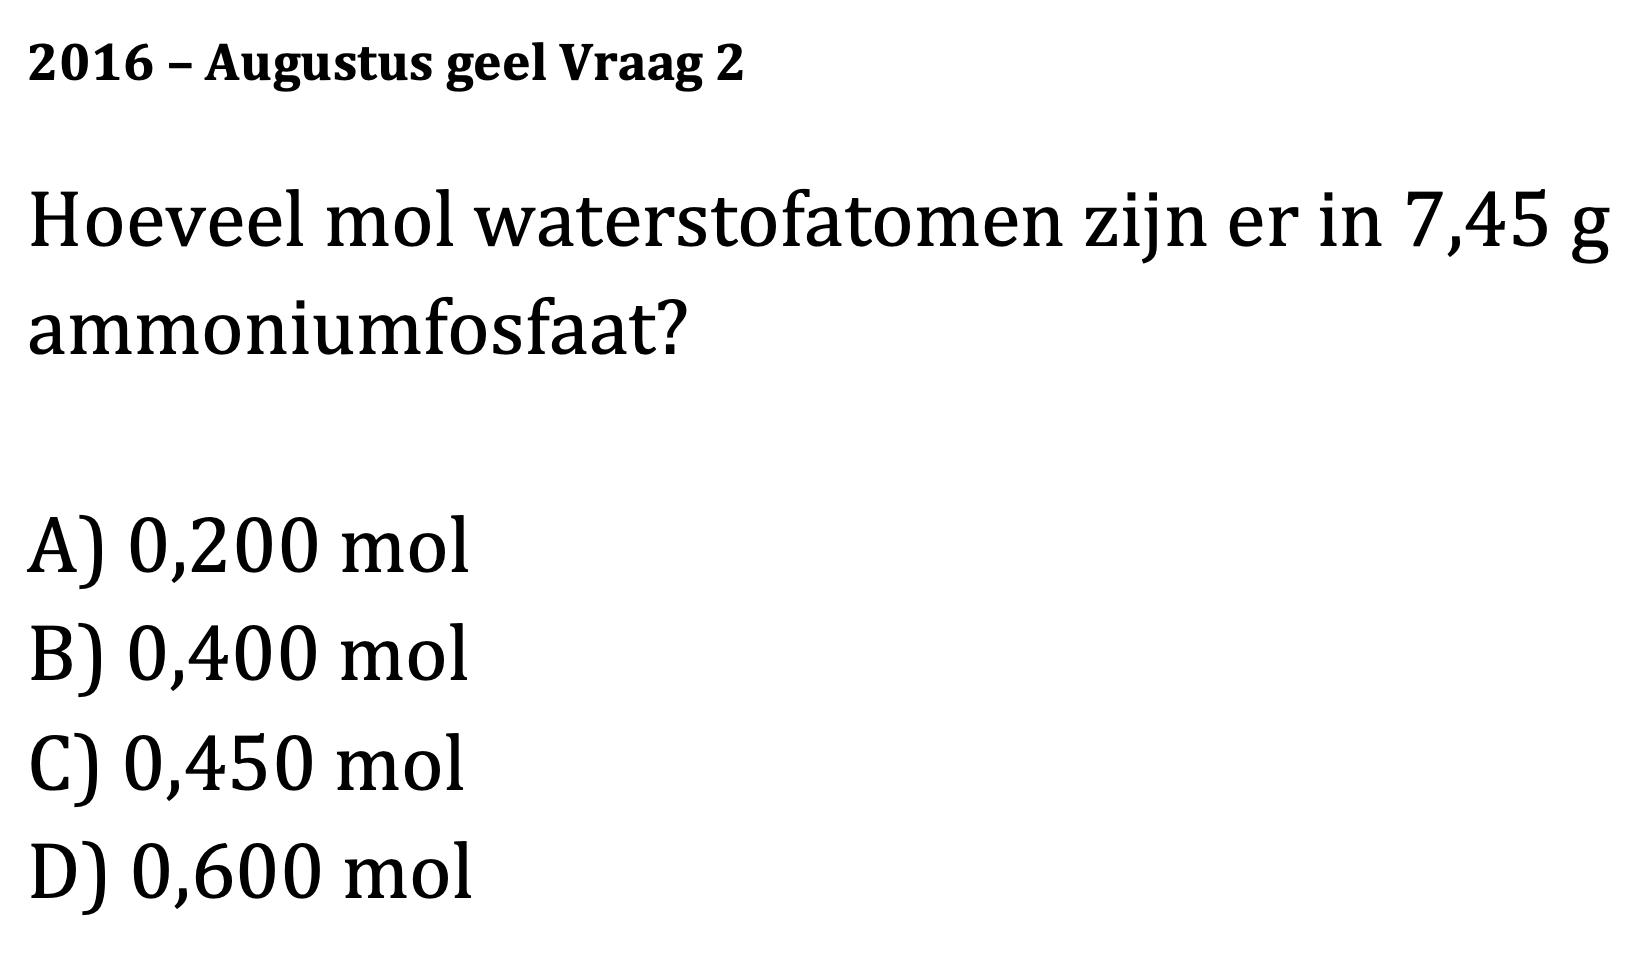 2016 – Augustus geel Vraag 2
Hoeveel mol waterstofatomen zijn er in 7,45 g
ammoniumfosfaat?
A) 0,200 mol
B) 0,400 mol
C) 0,450 mol
D) 0,600 mol